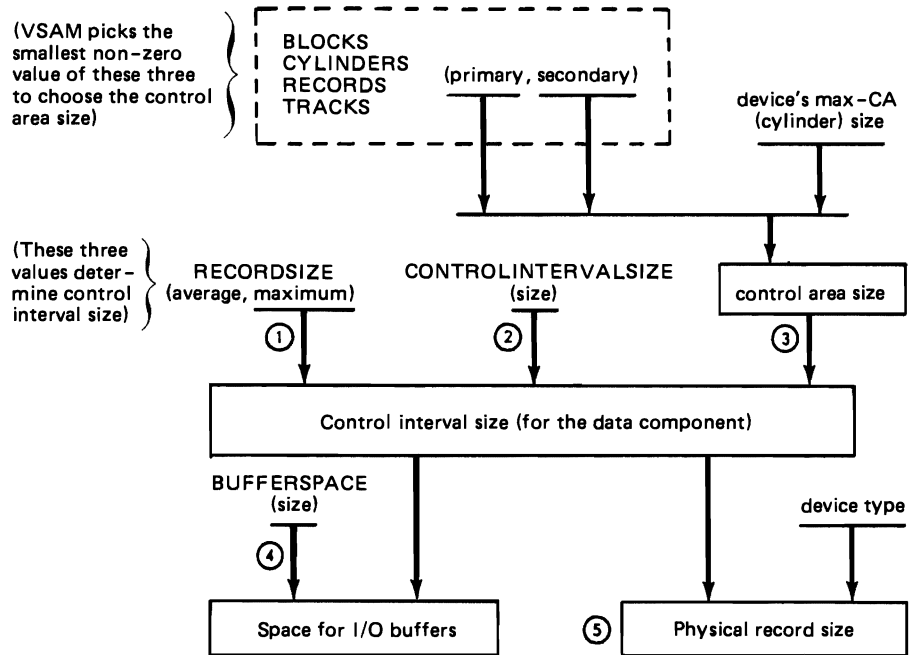 (VSAM picks the
smallest non-zero
value of these three
to choose the control
area size)
BLOCKS
CYLINDERS
RECORDS
TRACKS
(primary, secondary)
device's max-CA
(cylinder) size
(These three
values deter-
mine control
interval size)
RECORDSIZE
(average, maximum)
CONTROLINTERVALSIZE
(size)
control area size
1
2
3
Control interval size (for the data component)
BUFFERSPACE
(size)
device type
4
Space for I/O buffers
5
Physical record size